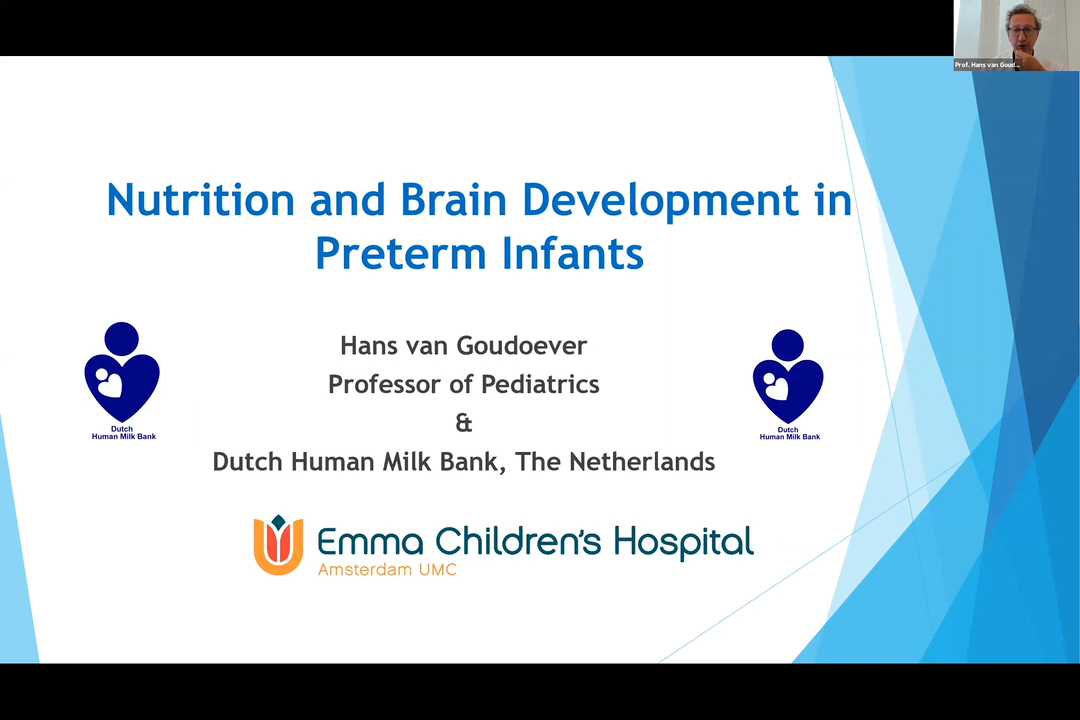 Prof. Hans van Goud...
Nutrition and Brain Development in
Preterm Infants
Hans van Goudoever
Professor of Pediatrics
&
Dutch Human Milk Bank, The Netherlands
Dutch
Human Milk Bank
Dutch
Human Milk Bank
Emma Children's Hospital
Amsterdam UMC